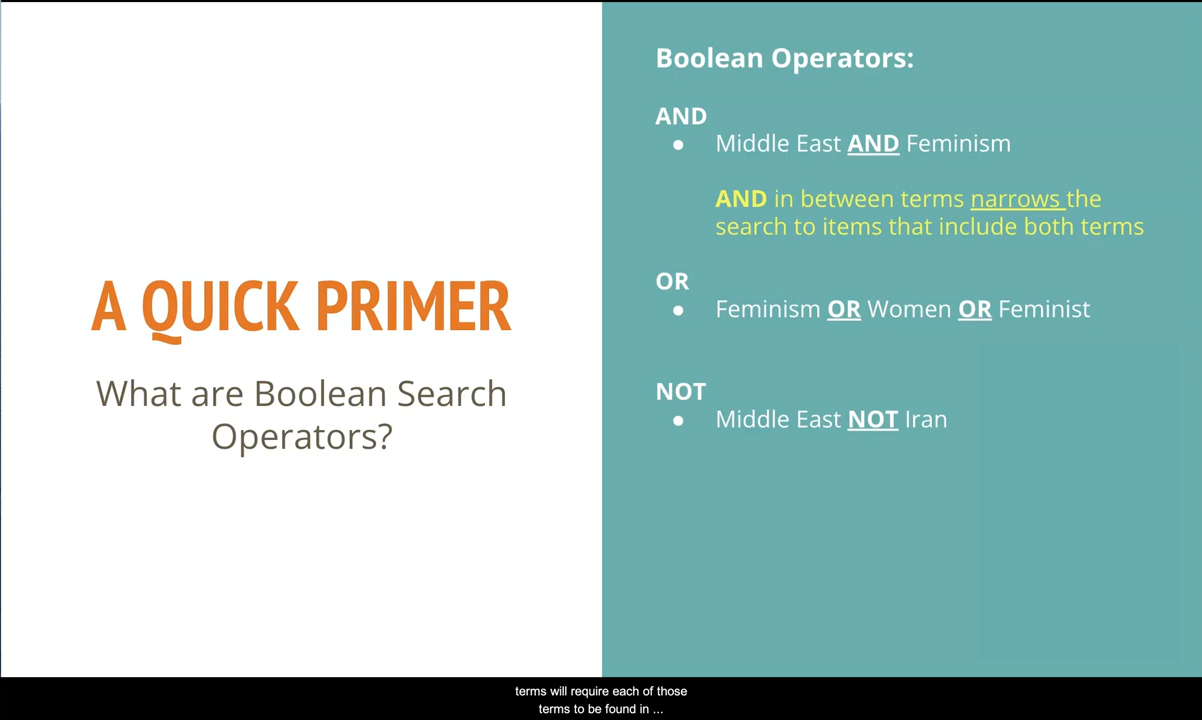 A QUICK PRIMER
What are Boolean Search
Operators?
Boolean Operators:
AND
● Middle East AND Feminism
AND in between terms narrows the
search to items that include both terms
OR
● Feminism OR Women OR Feminist
NOT
● Middle East NOT Iran
terms will require each of those
terms to be found in ...